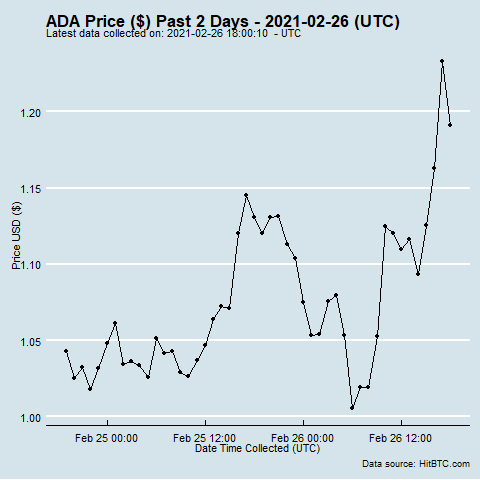 ADA Price ($) Past 2 Days - 2021-02-26 (UTC)
Latest data collected on: 2021-02-26 18:00:10  - UTC
1.20
1.15
1.10
1.05
1.00
Price USD ($)
Feb 25 00:00
Feb 25 12:00
Feb 26 00:00
Feb 26 12:00
Date Time Collected (UTC)
Data source: HitBTC.com